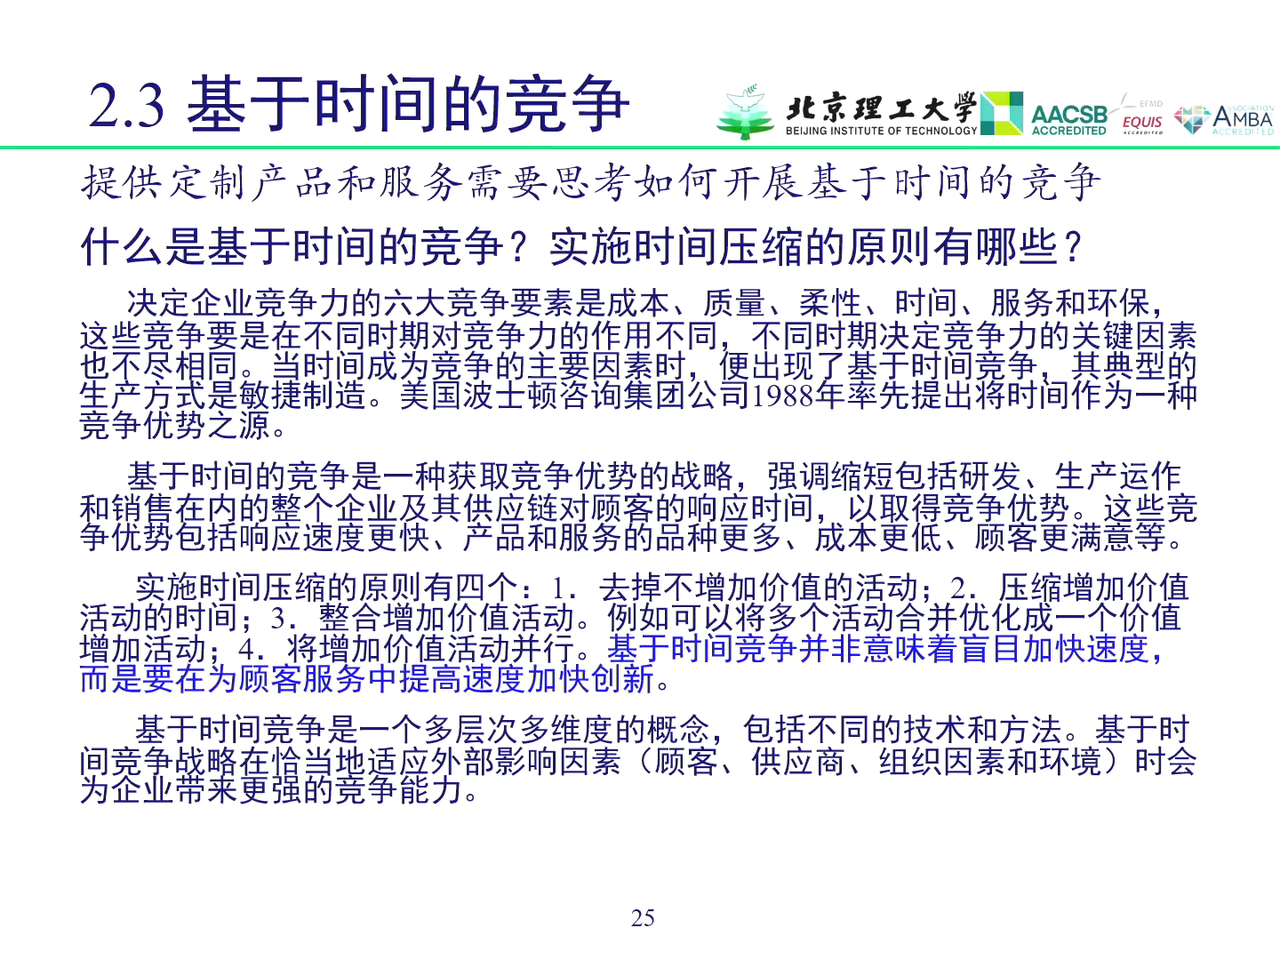 2.3 基于时间的竞争
北京理工大学
BEIJING INSTITUTE OF TECHNOLOGY
AACSB
ACCREDITED
EFMD
EQUIS
ACCREDITED
ASSOCIATION
AMBA
ACCREDITED
提供定制产品和服务需要思考如何开展基于时间的竞争
什么是基于时间的竞争？实施时间压缩的原则有哪些？
决定企业竞争力的六大竞争要素是成本、质量、柔性、时间、服务和环保，
这些竞争要是在不同时期对竞争力的作用不同，不同时期决定竞争力的关键因素
也不尽相同。当时间成为竞争的主要因素时，便出现了基于时间竞争，其典型的
生产方式是敏捷制造。美国波士顿咨询集团公司1988年率先提出将时间作为一种
竞争优势之源。
基于时间的竞争是一种获取竞争优势的战略，强调缩短包括研发、生产运作
和销售在内的整个企业及其供应链对顾客的响应时间，以取得竞争优势。这些竞
争优势包括响应速度更快、产品和服务的品种更多、成本更低、顾客更满意等。
实施时间压缩的原则有四个：1．去掉不增加价值的活动；2．压缩增加价值
活动的时间；3．整合增加价值活动。例如可以将多个活动合并优化成一个价值
增加活动；4．将增加价值活动并行。基于时间竞争并非意味着盲目加快速度，
而是要在为顾客服务中提高速度加快创新。
基于时间竞争是一个多层次多维度的概念，包括不同的技术和方法。基于时
间竞争战略在恰当地适应外部影响因素（顾客、供应商、组织因素和环境）时会
为企业带来更强的竞争能力。
25